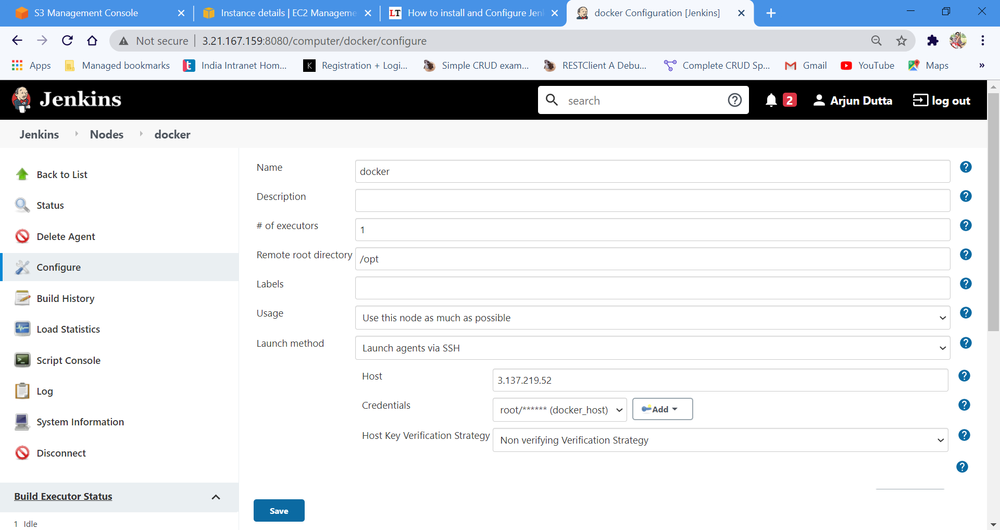 S3 Management Console
Instance details | EC2 Manageme
LT How to install and Configure Jen
docker Configuration [Jenkins]
Not secure 3.21.167.159:8080/computer/docker/configure
Apps Managed bookmarks t India Intranet Hom... K Registration + Logi... Simple CRUD exam... RESTClient A Debu... Complete CRUD Sp... Gmail YouTube Maps »
Jenkins search 2 Arjun Dutta log out
Jenkins Nodes docker
Back to List
Status
Delete Agent
Configure
Build History
Load Statistics
Script Console
Log
System Information
Disconnect
Build Executor Status
1 Idle
Name docker
Description
# of executors 1
Remote root directory /opt
Labels
Usage Use this node as much as possible
Launch method Launch agents via SSH
Host 3.137.219.52
Credentials root/****** (docker_host) Add
Host Key Verification Strategy Non verifying Verification Strategy
Save